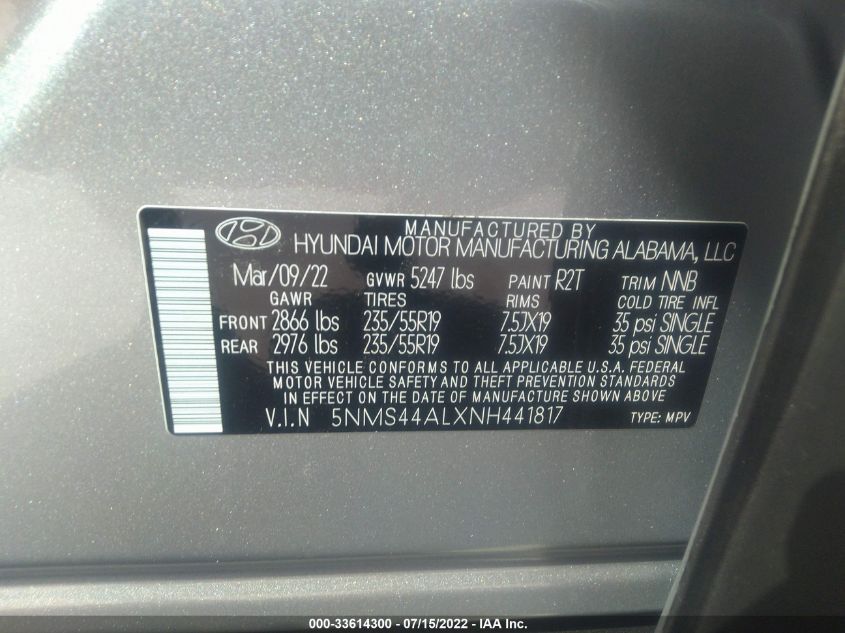 MANUFACTURED BY
HYUNDAI MOTOR MANUFACTURING ALABAMA, LLC
Mar/09/22 GVWR 5247 lbs PAINT R2T TRIM NNB
GAWR TIRES RIMS COLD TIRE INFL
FRONT 2866 lbs 235/55R19 7.5JX19 35 psi SINGLE
REAR 2976 lbs 235/55R19 7.5JX19 35 psi SINGLE
THIS VEHICLE CONFORMS TO ALL APPLICABLE U.S.A. FEDERAL
MOTOR VEHICLE SAFETY AND THEFT PREVENTION STANDARDS
IN EFFECT ON THE DATE OF MANUFACTURE SHOWN ABOVE.
V.I.N 5NMS44ALXNH441817 TYPE: MPV
000-33614300 - 07/15/2022 - IAA Inc.